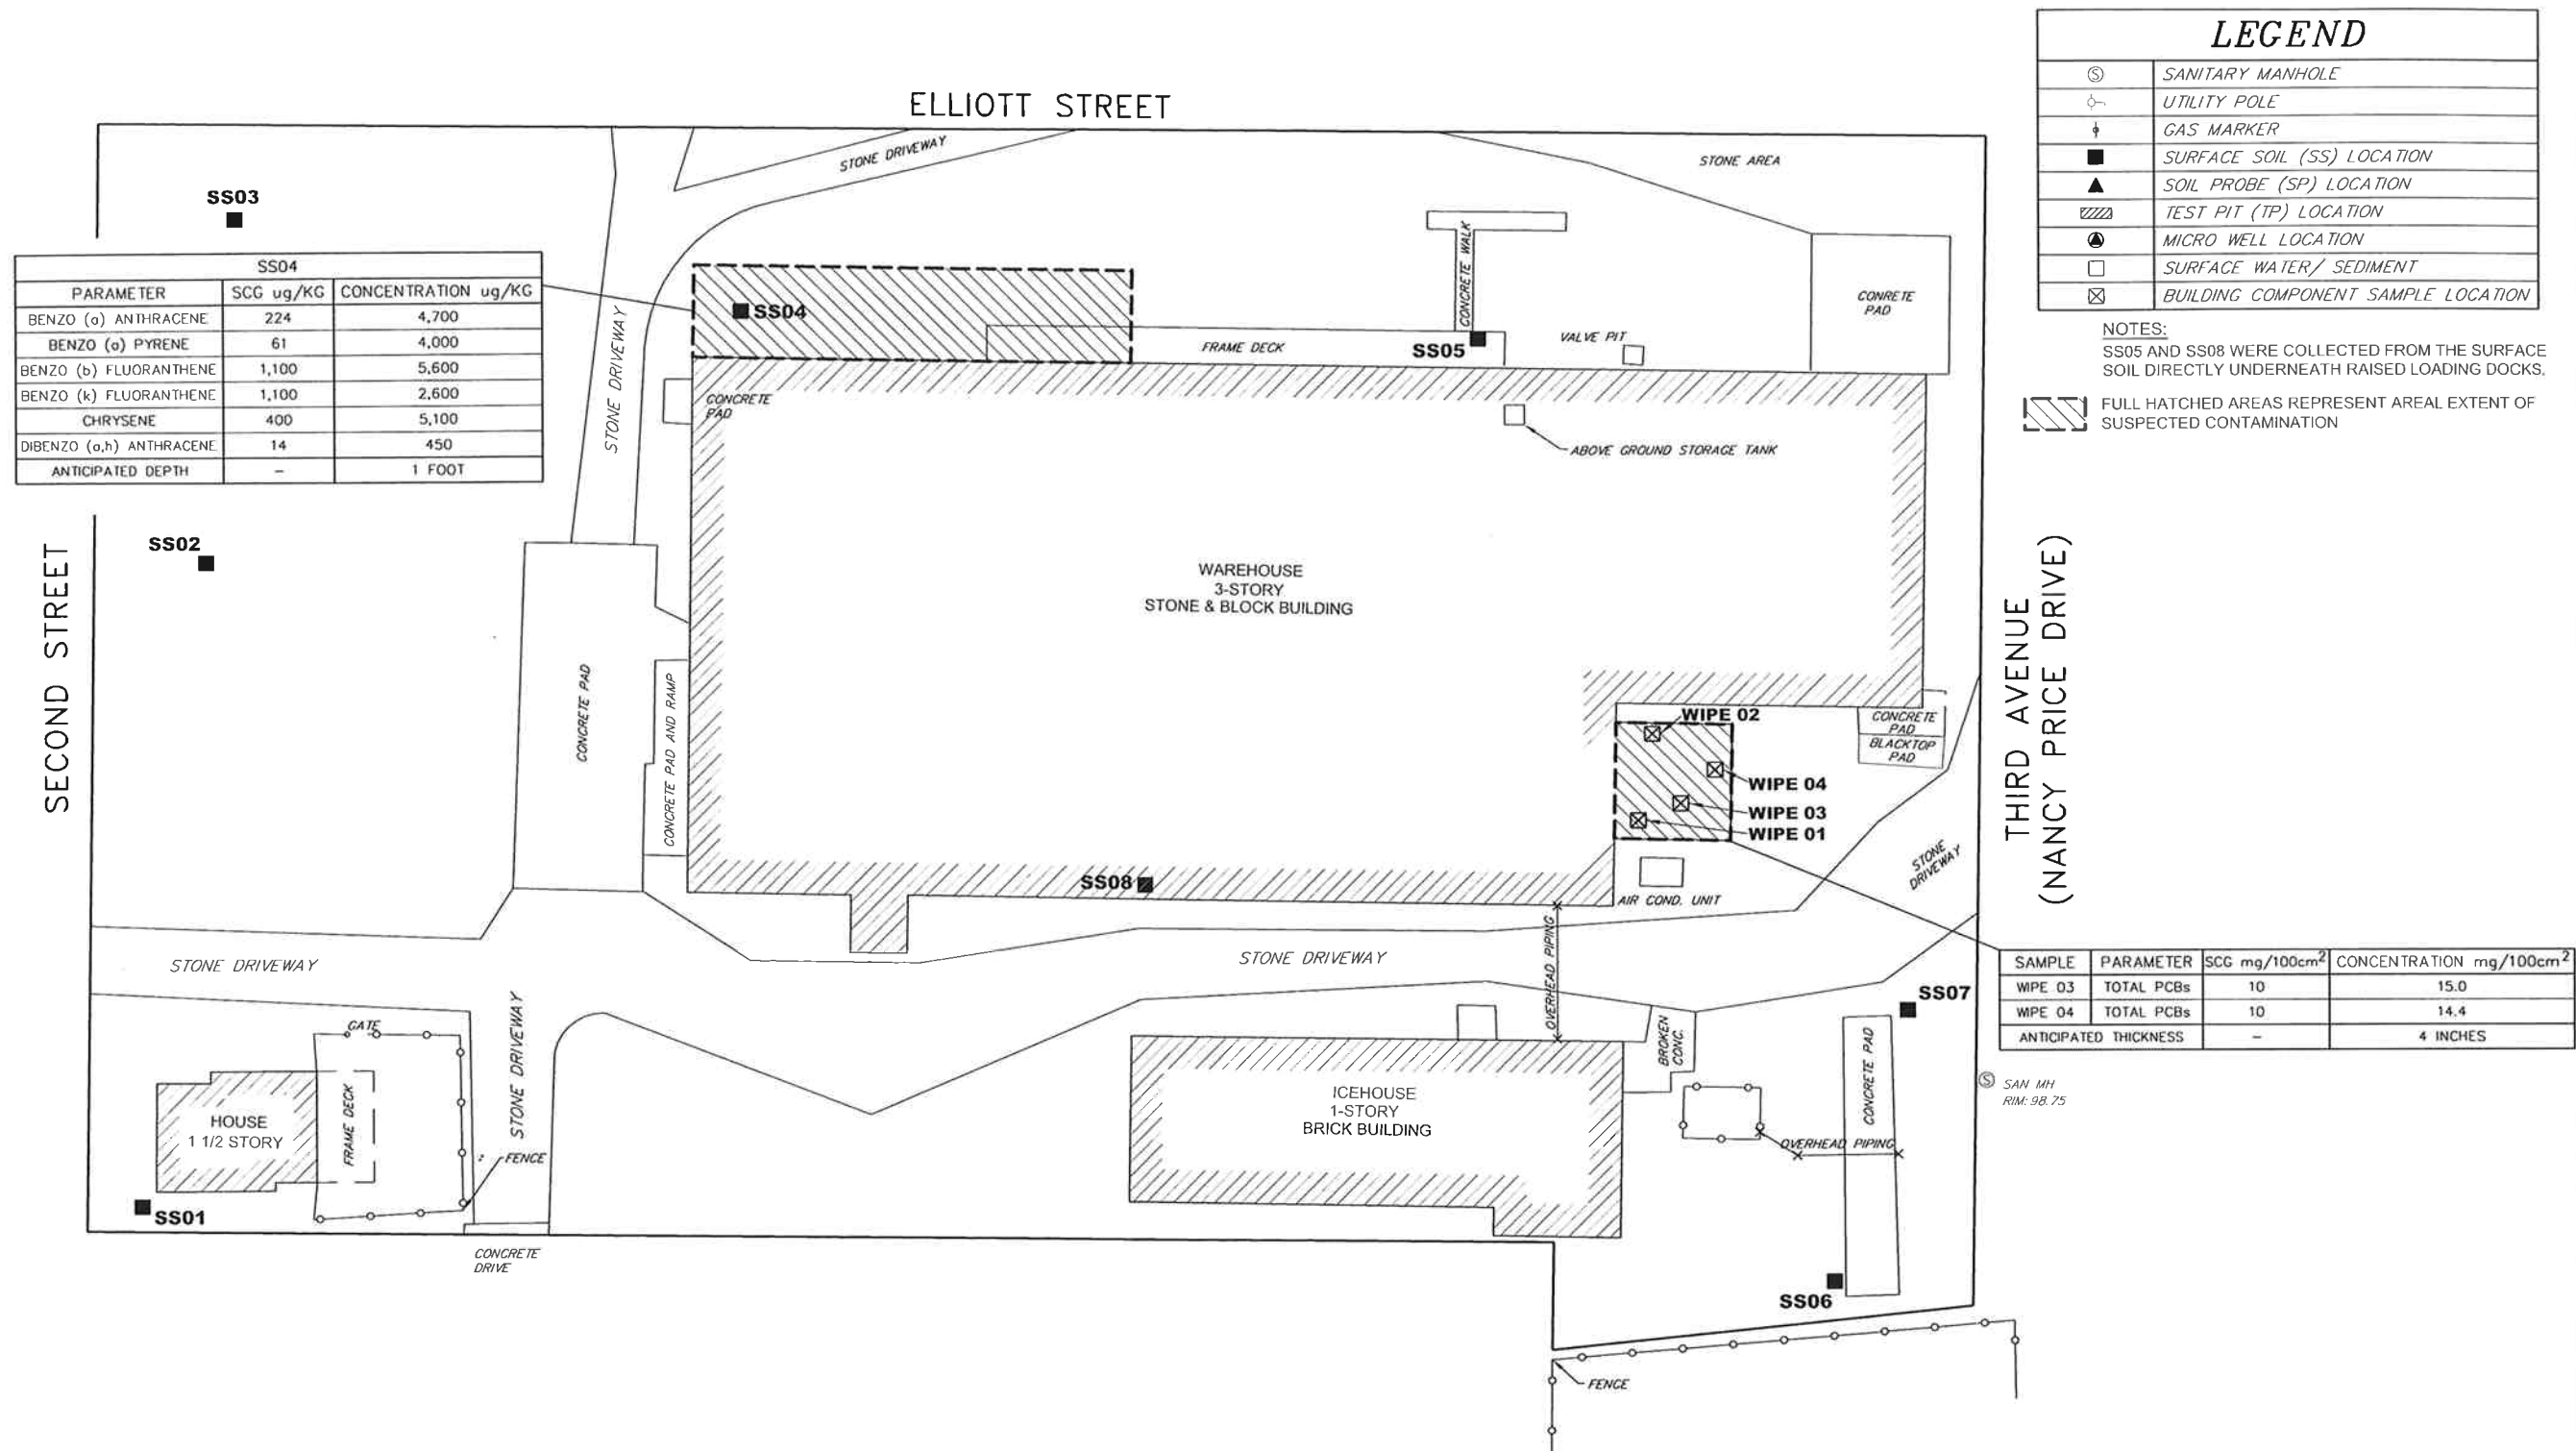 LEGEND
Ⓢ SANITARY MANHOLE
UTILITY POLE
GAS MARKER
SURFACE SOIL (SS) LOCATION
SOIL PROBE (SP) LOCATION
TEST PIT (TP) LOCATION
MICRO WELL LOCATION
SURFACE WATER/ SEDIMENT
BUILDING COMPONENT SAMPLE LOCATION
NOTES:
SS05 AND SS08 WERE COLLECTED FROM THE SURFACE
SOIL DIRECTLY UNDERNEATH RAISED LOADING DOCKS.
FULL HATCHED AREAS REPRESENT AREAL EXTENT OF
SUSPECTED CONTAMINATION
ELLIOTT STREET
STONE DRIVEWAY
STONE AREA
SS03
SS04
PARAMETER SCG ug/KG CONCENTRATION ug/KG
BENZO (a) ANTHRACENE 224 4,700
BENZO (a) PYRENE 61 4,000
BENZO (b) FLUORANTHENE 1,100 5,600
BENZO (k) FLUORANTHENE 1,100 2,600
CHRYSENE 400 5,100
DIBENZO (a,h) ANTHRACENE 14 450
ANTICIPATED DEPTH – 1 FOOT
STONE DRIVEWAY
SS04
CONCRETE WALK
CONRETE
PAD
FRAME DECK
SS05
VALVE PIT
CONCRETE
PAD
ABOVE GROUND STORAGE TANK
SECOND STREET
SS02
WAREHOUSE
3-STORY
STONE & BLOCK BUILDING
THIRD AVENUE
(NANCY PRICE DRIVE)
CONCRETE PAD
CONCRETE PAD AND RAMP
WIPE 02
CONCRETE
PAD
BLACKTOP
PAD
WIPE 04
WIPE 03
WIPE 01
STONE
DRIVEWAY
SS08
AIR COND. UNIT
OVERHEAD PIPING
STONE DRIVEWAY
STONE DRIVEWAY
SAMPLE PARAMETER SCG mg/100cm2 CONCENTRATION mg/100cm2
WIPE 03 TOTAL PCBs 10 15.0
WIPE 04 TOTAL PCBs 10 14.4
ANTICIPATED THICKNESS – 4 INCHES
SS07
GATE
STONE DRIVEWAY
BROKEN
CONC.
CONCRETE PAD
Ⓢ SAN MH
RIM: 98.75
HOUSE
1 1/2 STORY
FRAME DECK
ICEHOUSE
1-STORY
BRICK BUILDING
OVERHEAD PIPING
FENCE
SS01
CONCRETE
DRIVE
SS06
FENCE